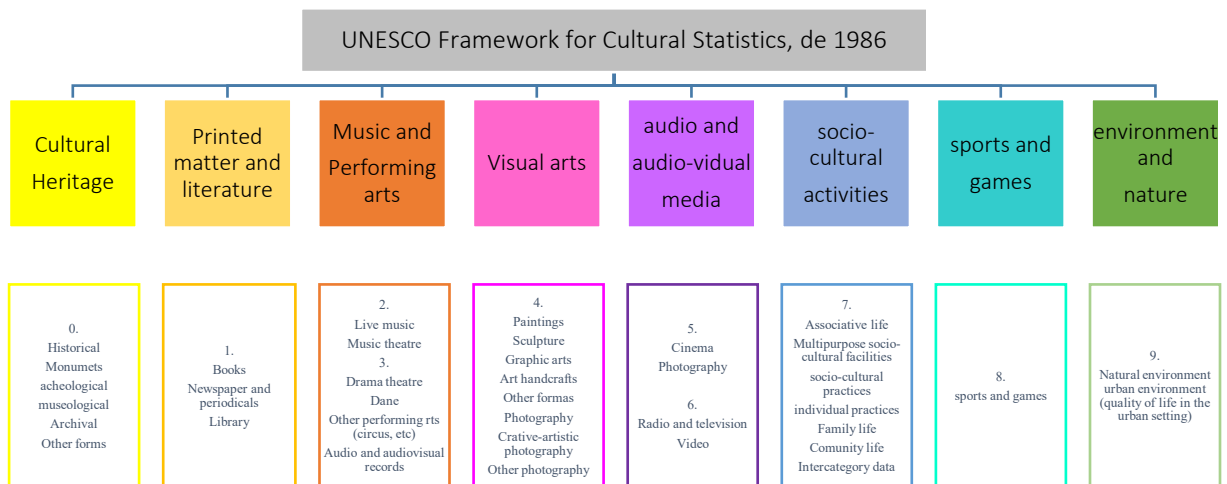 UNESCO Framework for Cultural Statistics, de 1986
Cultural
Heritage
Printed
matter and
literature
Music and
Performing
arts
Visual arts
audio and
audio-vidual
media
socio-
cultural
activities
sports and
games
environment
and
nature
0.
Historical
Monumets
acheological
museological
Archival
Other forms
1.
Books
Newspaper and
periodicals
Library
2.
Live music
Music theatre
3.
Drama theatre
Dane
Other performing rts
(circus, etc)
Audio and audiovisual
records
4.
Paintings
Sculpture
Graphic arts
Art handcrafts
Other formas
Photography
Crative-artistic
photography
Other photography
5.
Cinema
Photography
6.
Radio and television
Video
7.
Associative life
Multipurpose socio-
cultural facilities
socio-cultural
practices
individual practices
Family life
Comunity life
Intercategory data
8.
sports and games
9.
Natural environment
urban environment
(quality of life in the
urban setting)